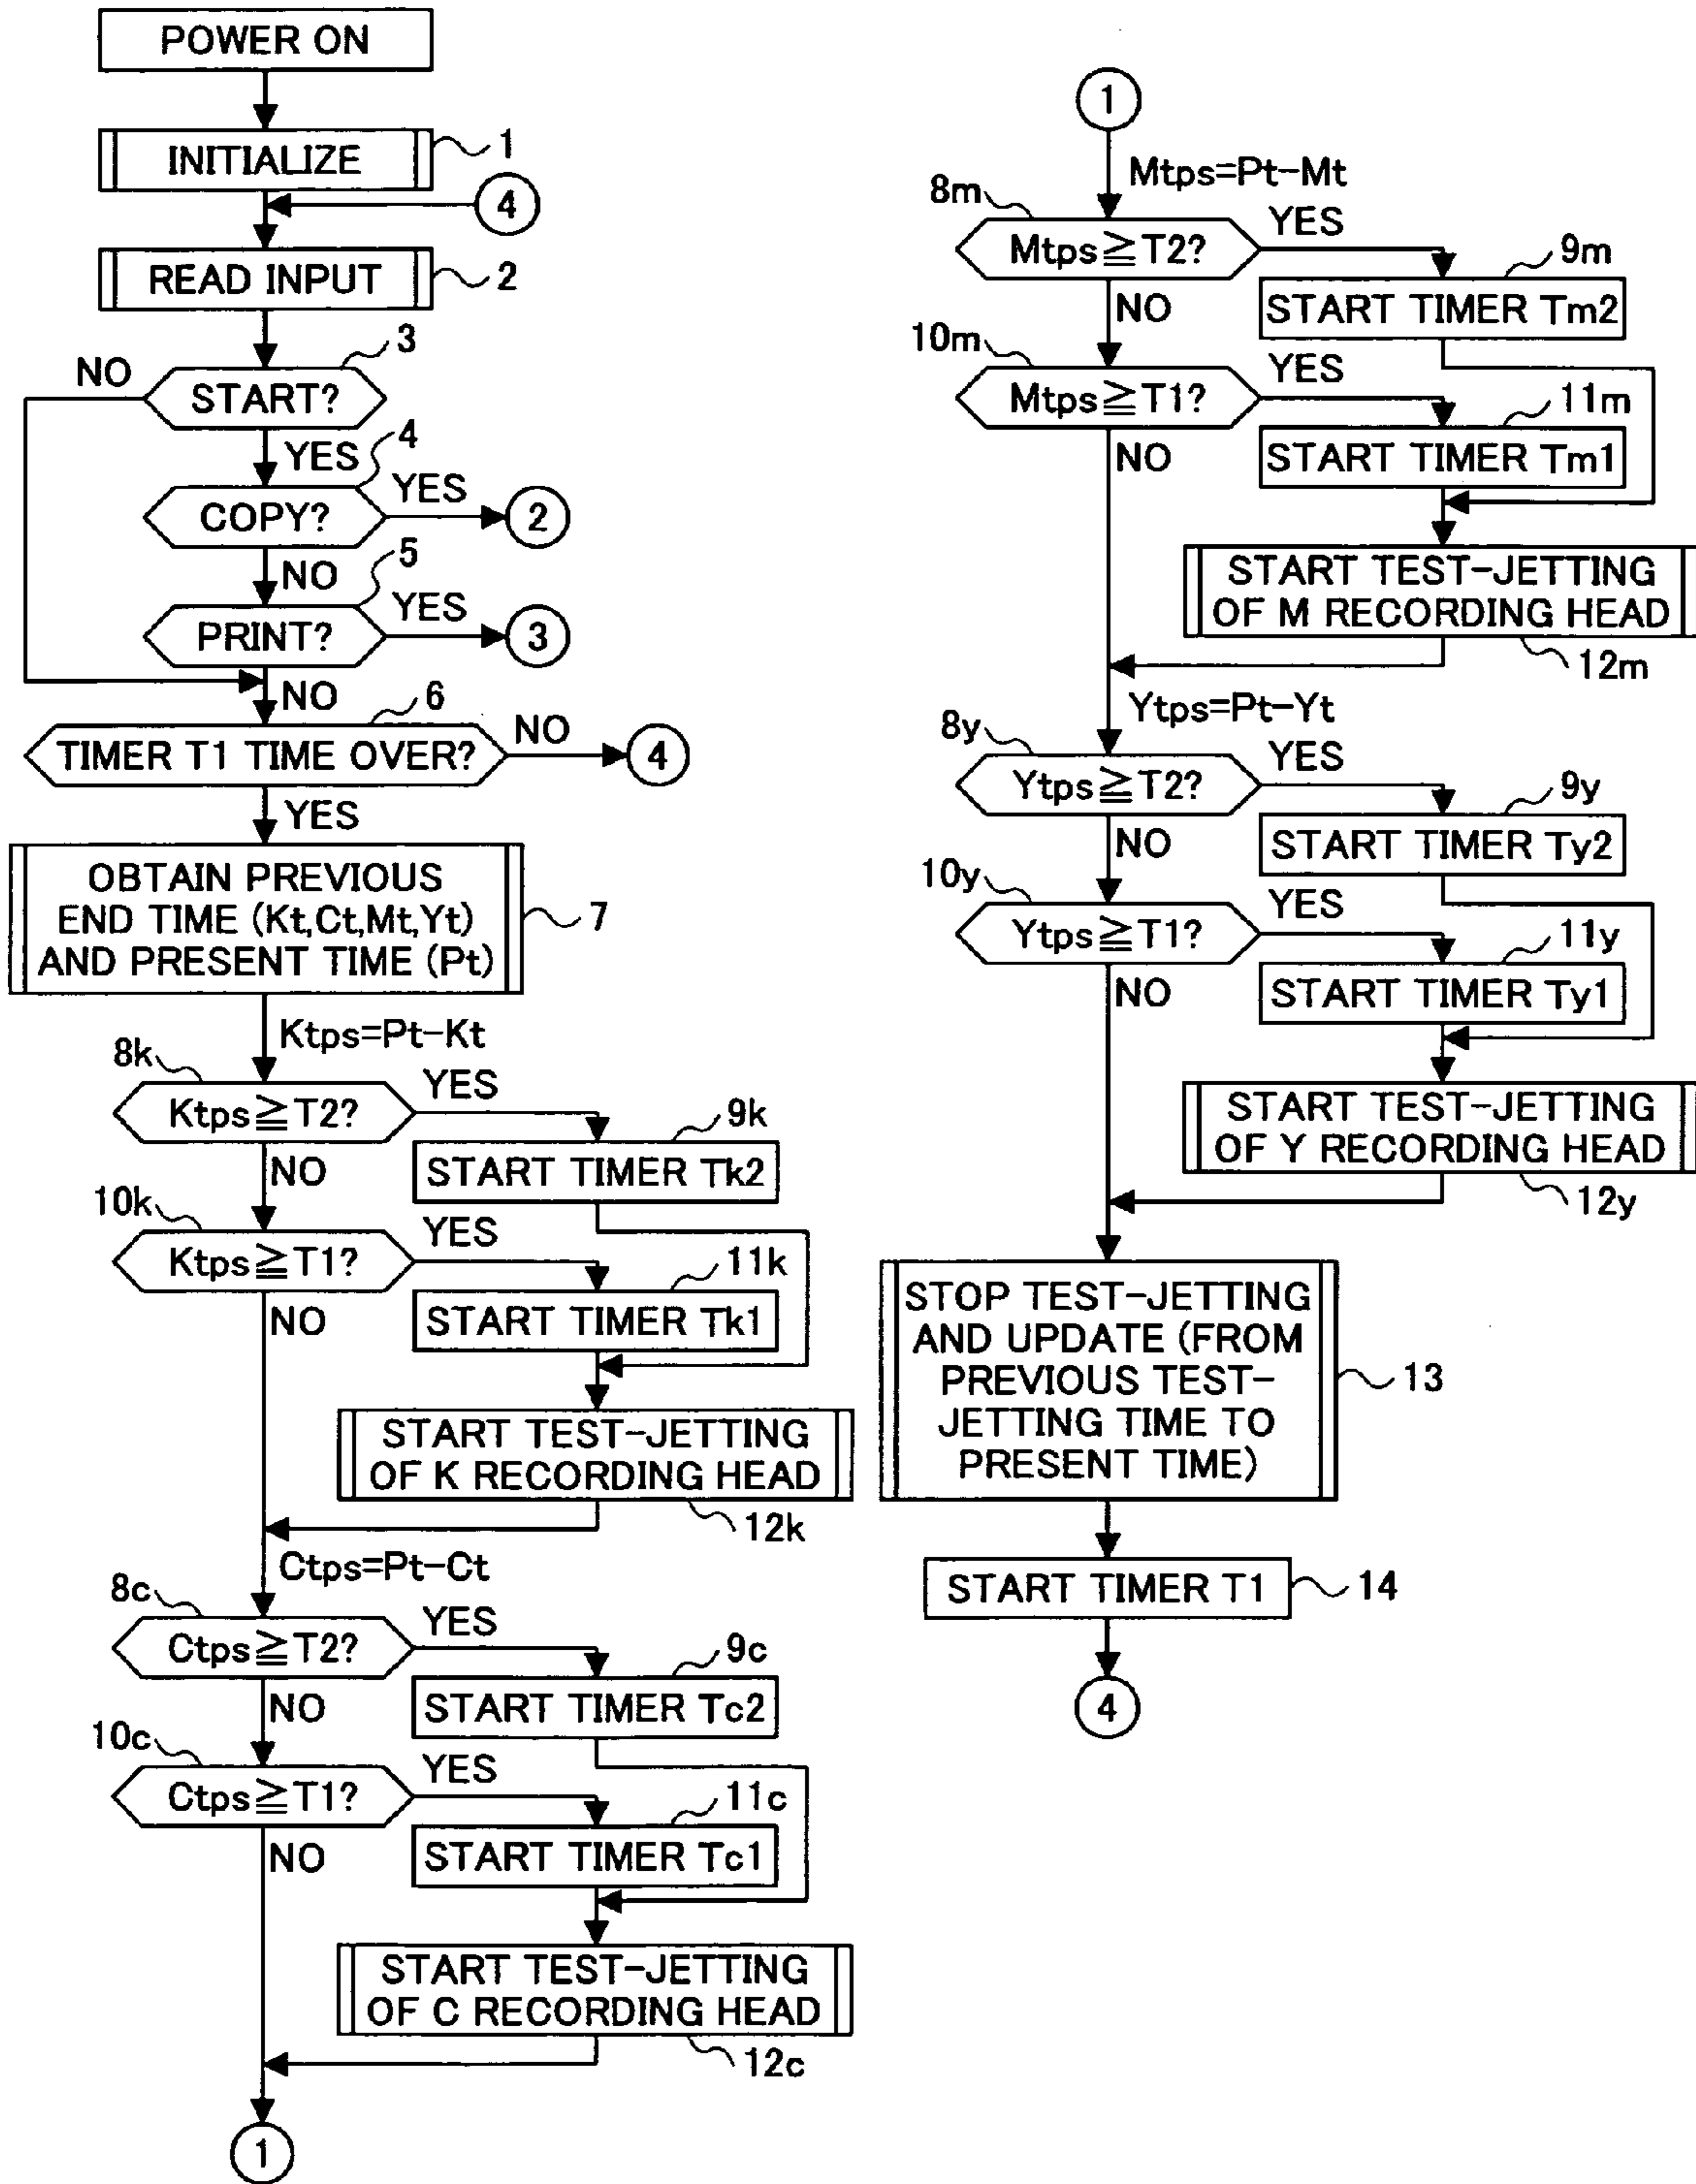 POWER ON
INITIALIZE
1
4
READ INPUT
2
3
NO
START?
YES
4
COPY?
YES
2
NO
5
PRINT?
YES
3
NO
6
TIMER T1 TIME OVER?
NO
4
YES
OBTAIN PREVIOUS
END TIME (Kt,Ct,Mt,Yt)
AND PRESENT TIME (Pt)
7
Ktps=Pt-Kt
8k
Ktps≧T2?
YES
9k
START TIMER Tk2
NO
10k
Ktps≧T1?
YES
11k
START TIMER Tk1
NO
START TEST-JETTING
OF K RECORDING HEAD
12k
Ctps=Pt-Ct
8c
Ctps≧T2?
YES
9c
START TIMER Tc2
NO
10c
Ctps≧T1?
YES
11c
START TIMER Tc1
NO
START TEST-JETTING
OF C RECORDING HEAD
12c
1
1
Mtps=Pt-Mt
8m
Mtps≧T2?
YES
9m
START TIMER Tm2
NO
10m
Mtps≧T1?
YES
11m
START TIMER Tm1
NO
START TEST-JETTING
OF M RECORDING HEAD
12m
Ytps=Pt-Yt
8y
Ytps≧T2?
YES
9y
START TIMER Ty2
NO
10y
Ytps≧T1?
YES
11y
START TIMER Ty1
NO
START TEST-JETTING
OF Y RECORDING HEAD
12y
STOP TEST-JETTING
AND UPDATE (FROM
PREVIOUS TEST-
JETTING TIME TO
PRESENT TIME)
13
START TIMER T1
14
4